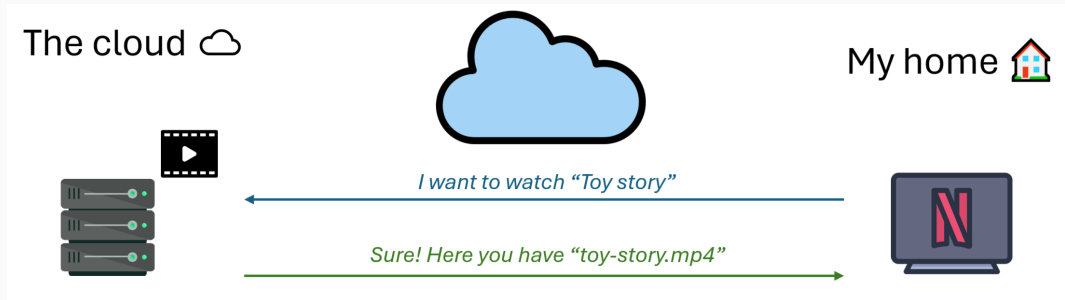 The cloud
My home
I want to watch “Toy story”
Sure! Here you have “toy-story.mp4”
N